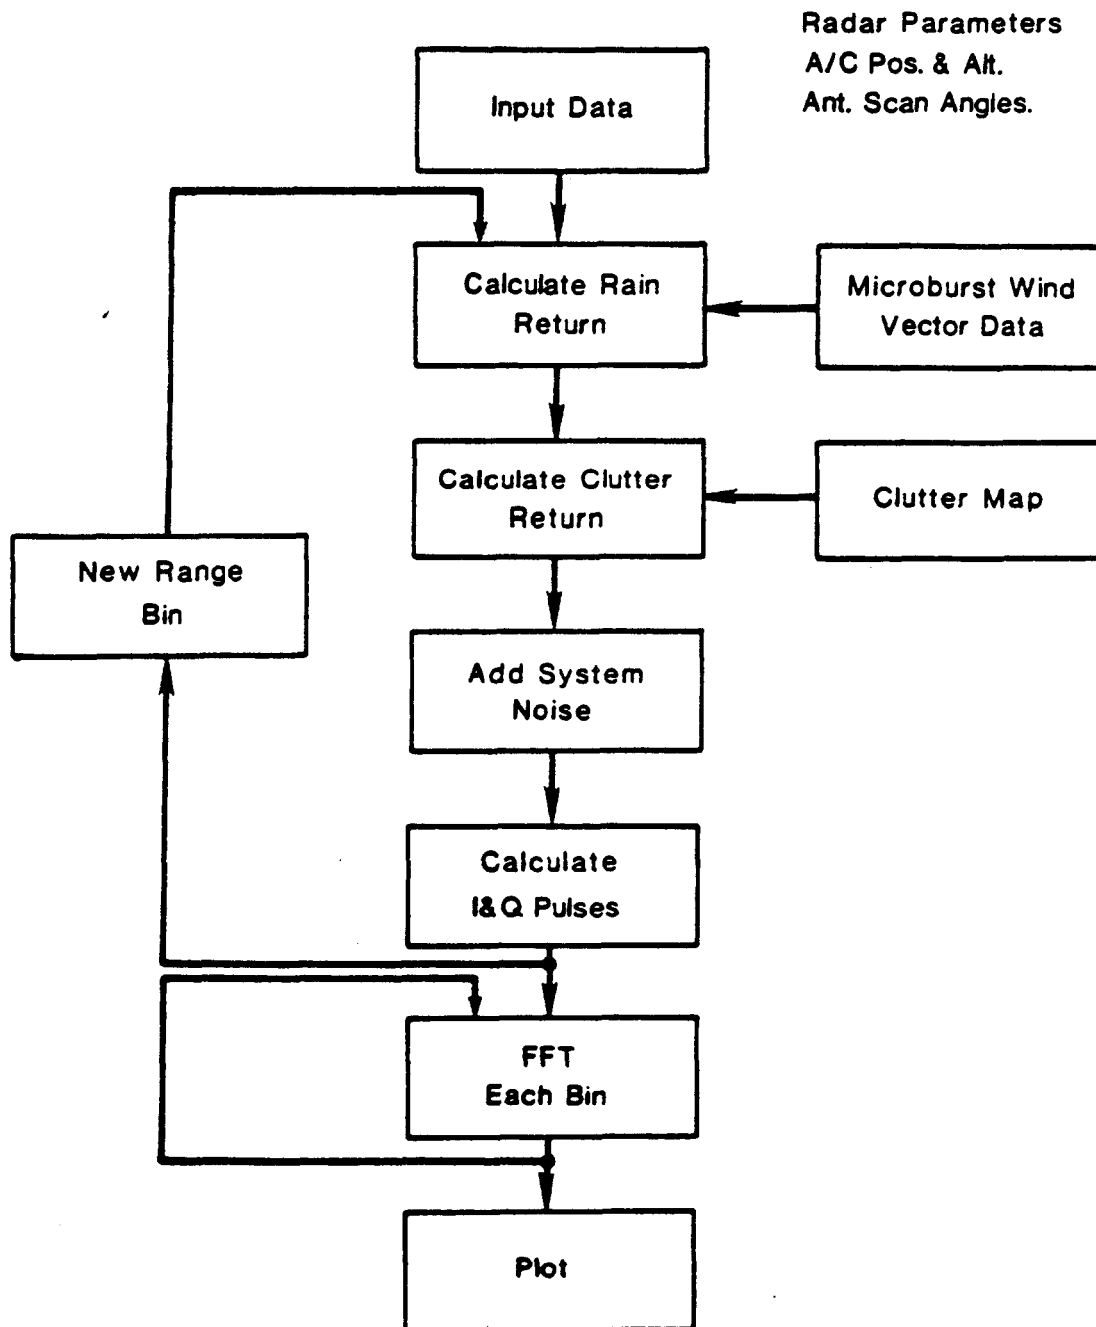 Radar Parameters
A/C Pos. & Alt.
Ant. Scan Angles.
Input Data
Calculate Rain
Return
Microburst Wind
Vector Data
Calculate Clutter
Return
Clutter Map
New Range
Bin
Add System
Noise
Calculate
I&Q Pulses
FFT
Each Bin
Plot